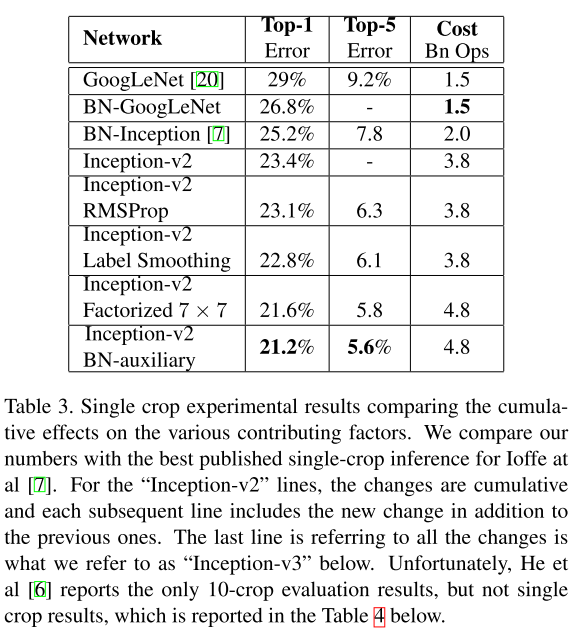 Network Top-1 Error Top-5 Error Cost Bn Ops
GoogLeNet [20] 29% 9.2% 1.5
BN-GoogLeNet 26.8% - 1.5
BN-Inception [7] 25.2% 7.8 2.0
Inception-v2 23.4% - 3.8
Inception-v2
RMSProp 23.1% 6.3 3.8
Inception-v2
Label Smoothing 22.8% 6.1 3.8
Inception-v2
Factorized 7 × 7 21.6% 5.8 4.8
Inception-v2
BN-auxiliary 21.2% 5.6% 4.8
Table 3. Single crop experimental results comparing the cumula-
tive effects on the various contributing factors. We compare our
numbers with the best published single-crop inference for Ioffe at
al [7]. For the “Inception-v2” lines, the changes are cumulative
and each subsequent line includes the new change in addition to
the previous ones. The last line is referring to all the changes is
what we refer to as “Inception-v3” below. Unfortunately, He et
al [6] reports the only 10-crop evaluation results, but not single
crop results, which is reported in the Table 4 below.